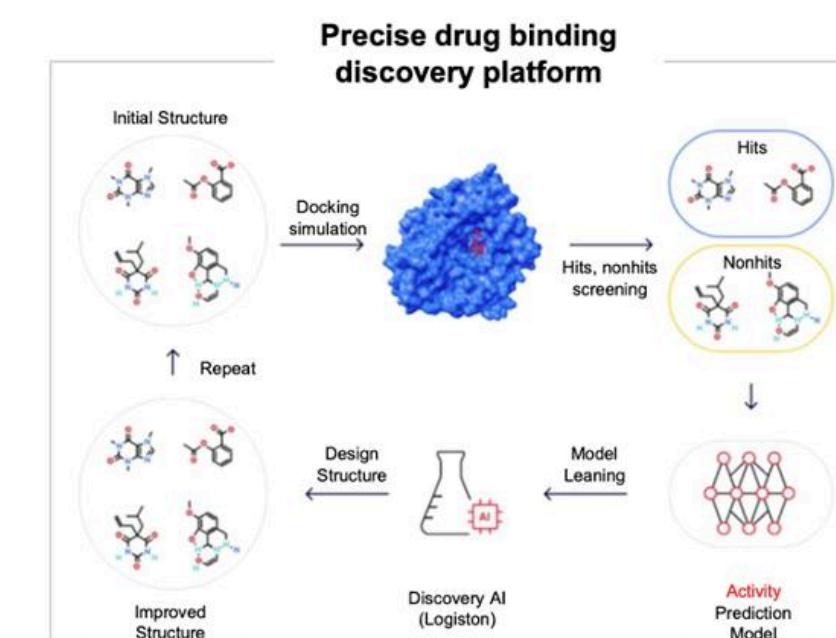 Precise drug binding
discovery platform
Initial Structure
Docking
simulation
Hits, nonhits
screening
Hits
Nonhits
Repeat
Design
Structure
Model
Leaning
AI
Improved
Structure
Discovery AI
(Logiston)
Activity
Prediction
Model